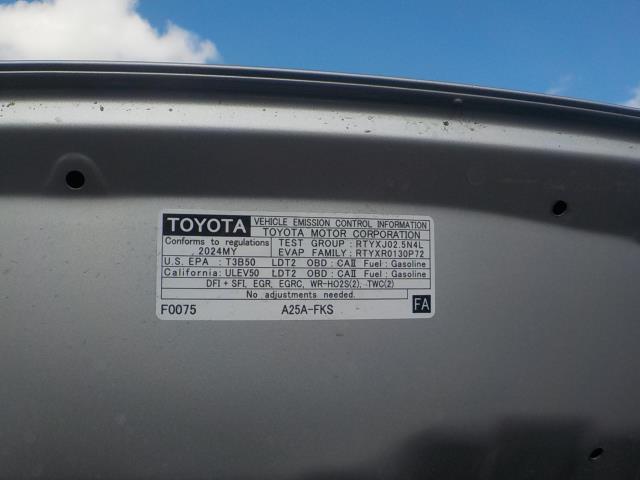 TOYOTA VEHICLE EMISSION CONTROL INFORMATION
TOYOTA MOTOR CORPORATION
Conforms to regulations : 2024MY
TEST GROUP : RTYXJ02.5N4L
EVAP FAMILY : RTYXR0130P72
U.S. EPA : T3B50 LDT2 OBD : CAⅡ Fuel : Gasoline
California: ULEV50 LDT2 OBD : CAⅡ Fuel : Gasoline
DFI + SFI, EGR, EGRC, WR-HO2S(2), TWC(2)
No adjustments needed.
F0075 A25A-FKS FA